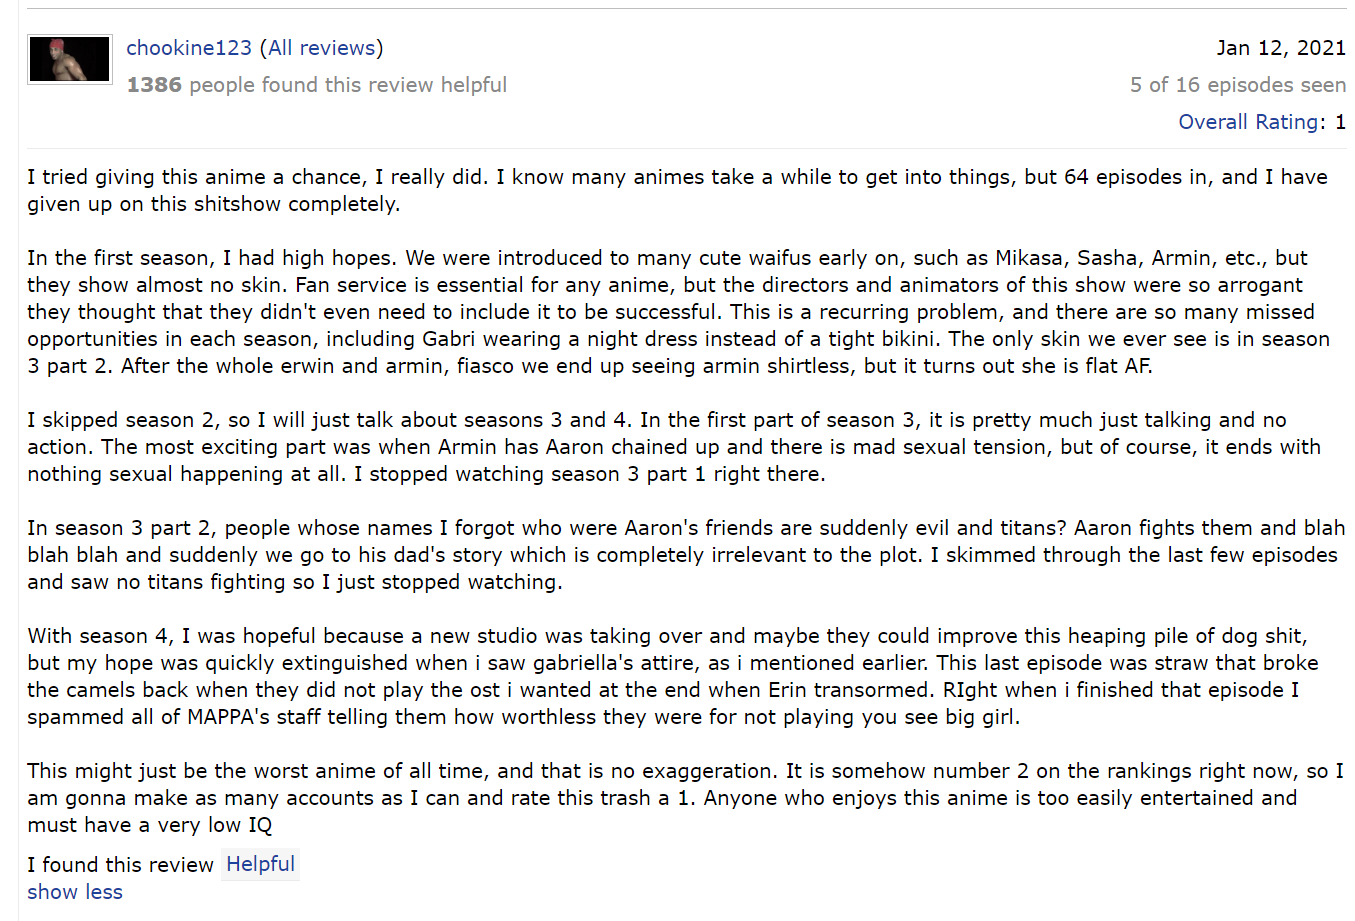 chookine123 (All reviews)
Jan 12, 2021
1386 people found this review helpful
5 of 16 episodes seen
Overall Rating: 1
I tried giving this anime a chance, I really did. I know many animes take a while to get into things, but 64 episodes in, and I have
given up on this shitshow completely.
In the first season, I had high hopes. We were introduced to many cute waifus early on, such as Mikasa, Sasha, Armin, etc., but
they show almost no skin. Fan service is essential for any anime, but the directors and animators of this show were so arrogant
they thought that they didn't even need to include it to be successful. This is a recurring problem, and there are so many missed
opportunities in each season, including Gabri wearing a night dress instead of a tight bikini. The only skin we ever see is in season
3 part 2. After the whole erwin and armin, fiasco we end up seeing armin shirtless, but it turns out she is flat AF.
I skipped season 2, so I will just talk about seasons 3 and 4. In the first part of season 3, it is pretty much just talking and no
action. The most exciting part was when Armin has Aaron chained up and there is mad sexual tension, but of course, it ends with
nothing sexual happening at all. I stopped watching season 3 part 1 right there.
In season 3 part 2, people whose names I forgot who were Aaron's friends are suddenly evil and titans? Aaron fights them and blah
blah blah and suddenly we go to his dad's story which is completely irrelevant to the plot. I skimmed through the last few episodes
and saw no titans fighting so I just stopped watching.
With season 4, I was hopeful because a new studio was taking over and maybe they could improve this heaping pile of dog shit,
but my hope was quickly extinguished when i saw gabriella's attire, as i mentioned earlier. This last episode was straw that broke
the camels back when they did not play the ost i wanted at the end when Erin transormed. RIght when i finished that episode I
spammed all of MAPPA's staff telling them how worthless they were for not playing you see big girl.
This might just be the worst anime of all time, and that is no exaggeration. It is somehow number 2 on the rankings right now, so I
am gonna make as many accounts as I can and rate this trash a 1. Anyone who enjoys this anime is too easily entertained and
must have a very low IQ
I found this review Helpful
show less